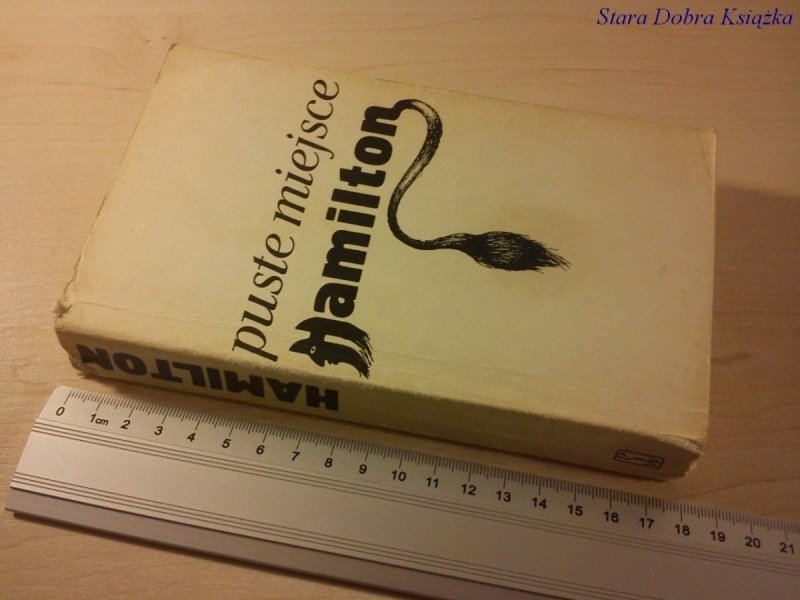 Stara Dobra Książka
puste miejsce
Hamilton
HAMILTON
PIW
0 1cm 2 3 4 5 6 7 8 9 10 11 12 13 14 15 16 17 18 19 20 21